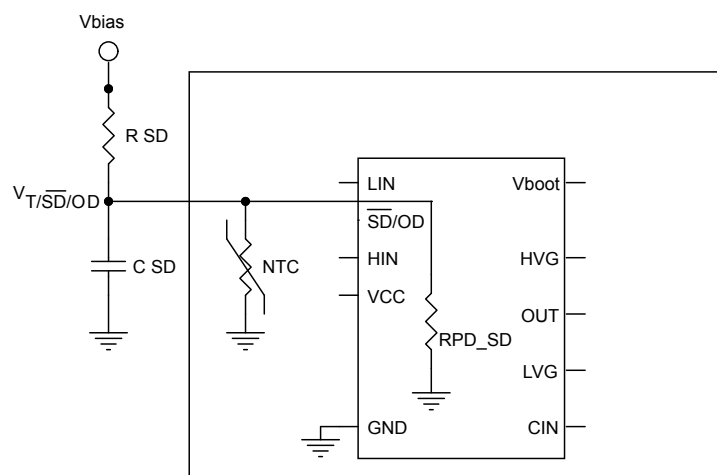 Vbias
R SD
VT/SD/OD
C SD
NTC
LIN
SD/OD
HIN
VCC
RPD_SD
GND
Vboot
HVG
OUT
LVG
CIN